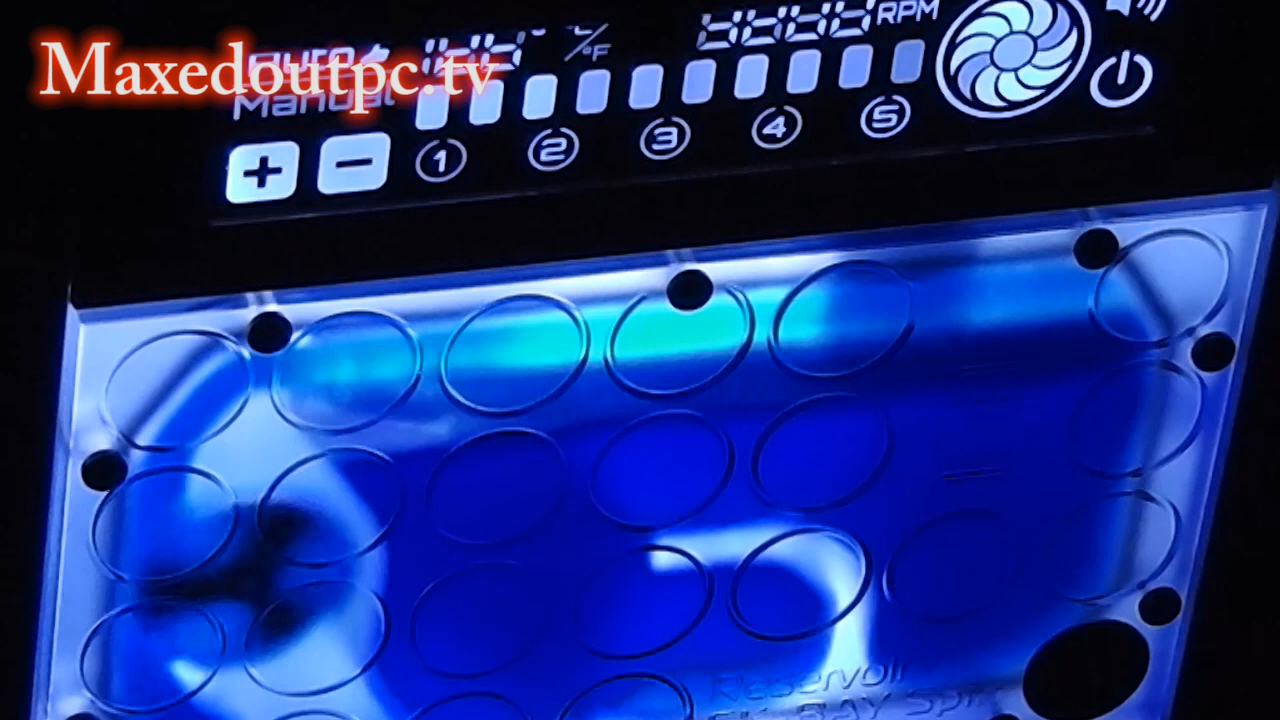 Maxedoutpc.tv
°C/°F RPM
Manual
+ -
1 2 3 4 5
Reservoir